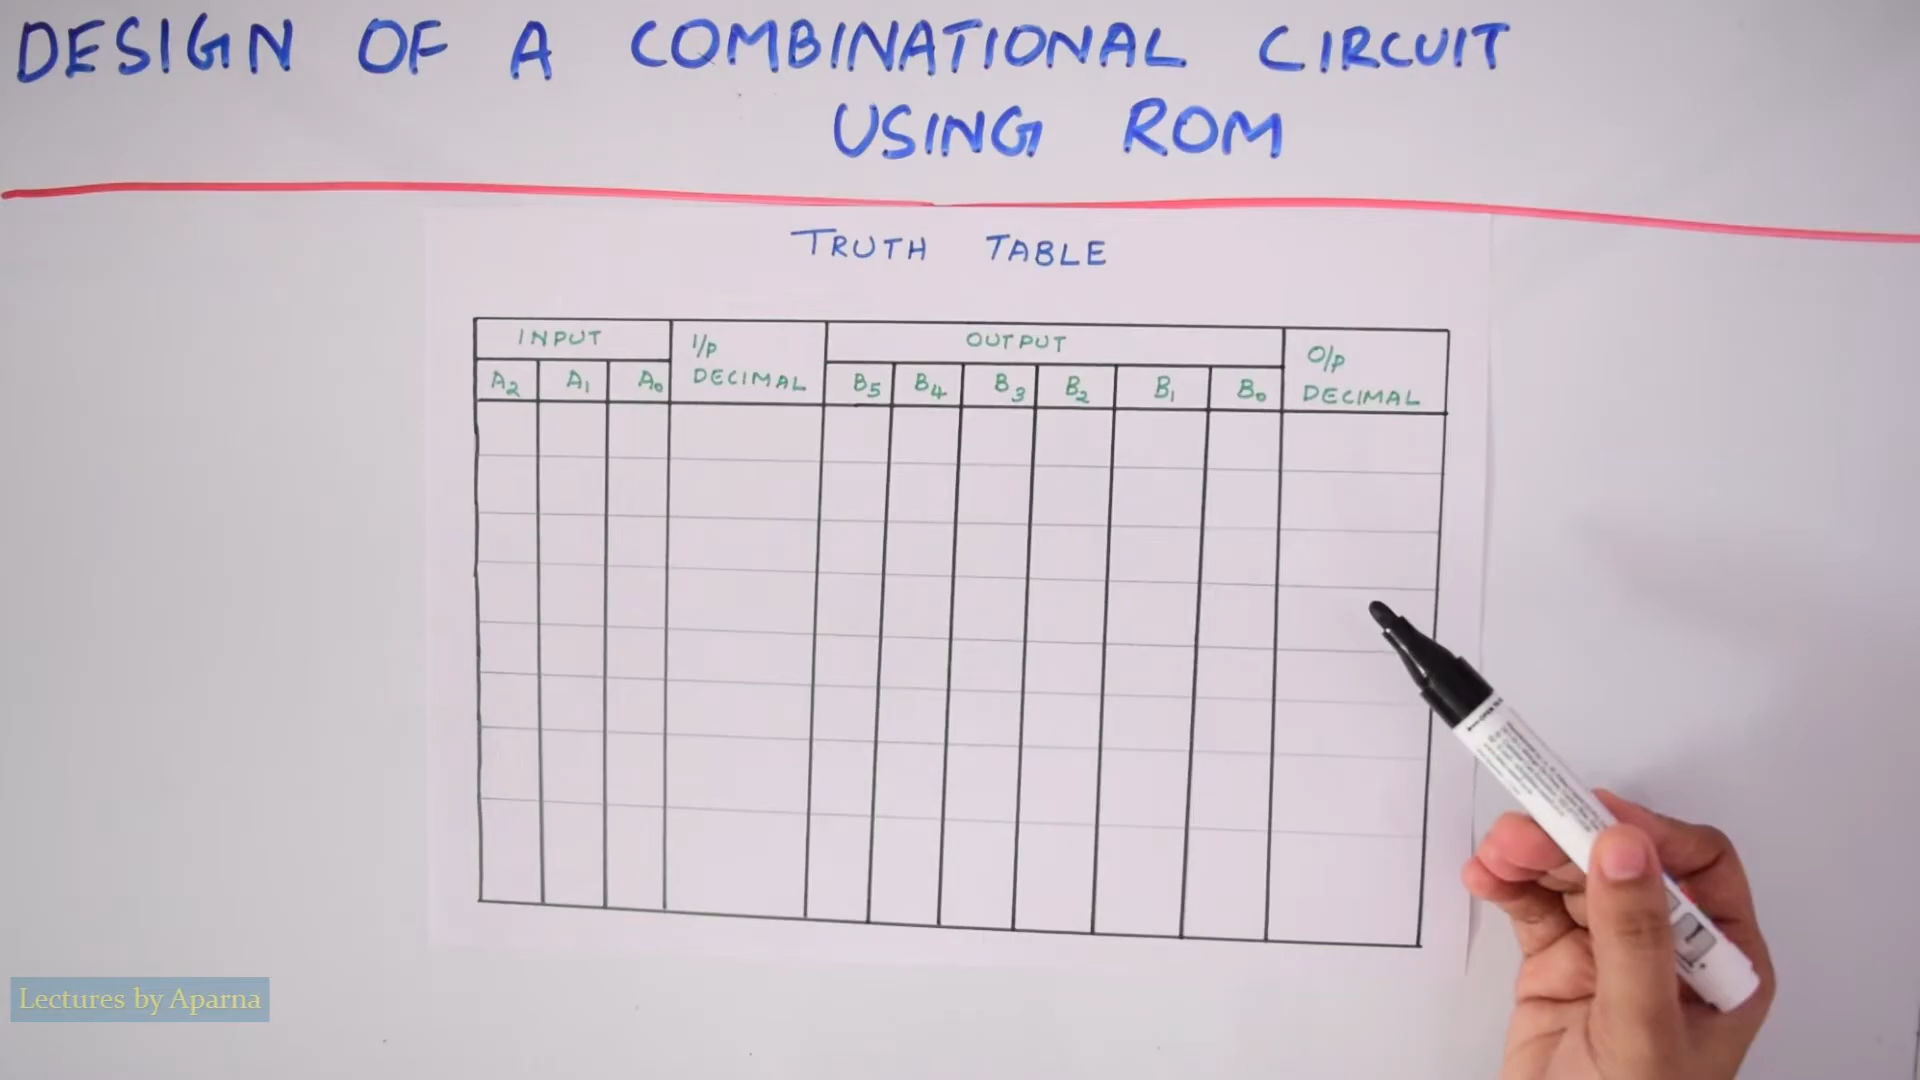 DESIGN OF A COMBINATIONAL CIRCUIT
USING ROM
TRUTH TABLE
INPUT I/P DECIMAL OUTPUT O/P DECIMAL
A2 A1 A0 B5 B4 B3 B2 B1 B0
Lectures by Aparna